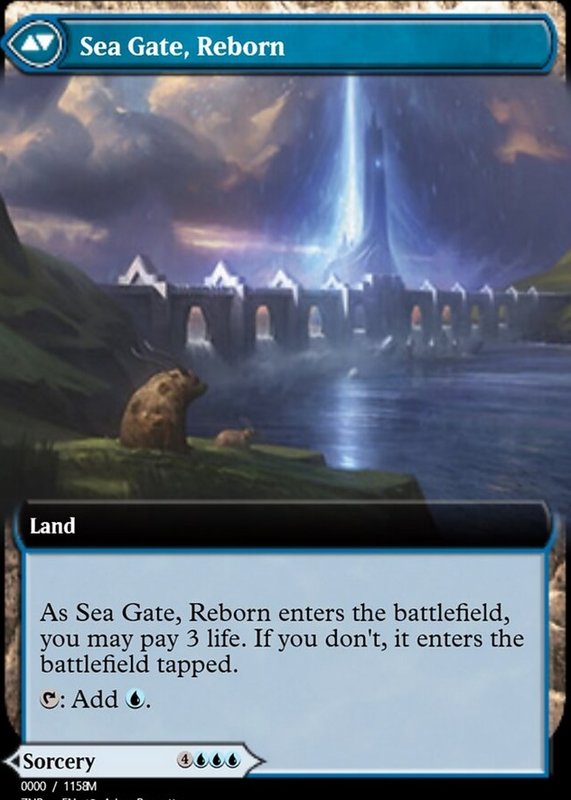 Sea Gate, Reborn
Land
As Sea Gate, Reborn enters the battlefield,
you may pay 3 life. If you don't, it enters the
battlefield tapped.
: Add .
Sorcery 4
0000 / 1158M